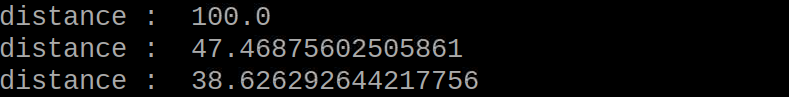 distance :  100.0
distance :  47.46875602505861
distance :  38.626292644217756